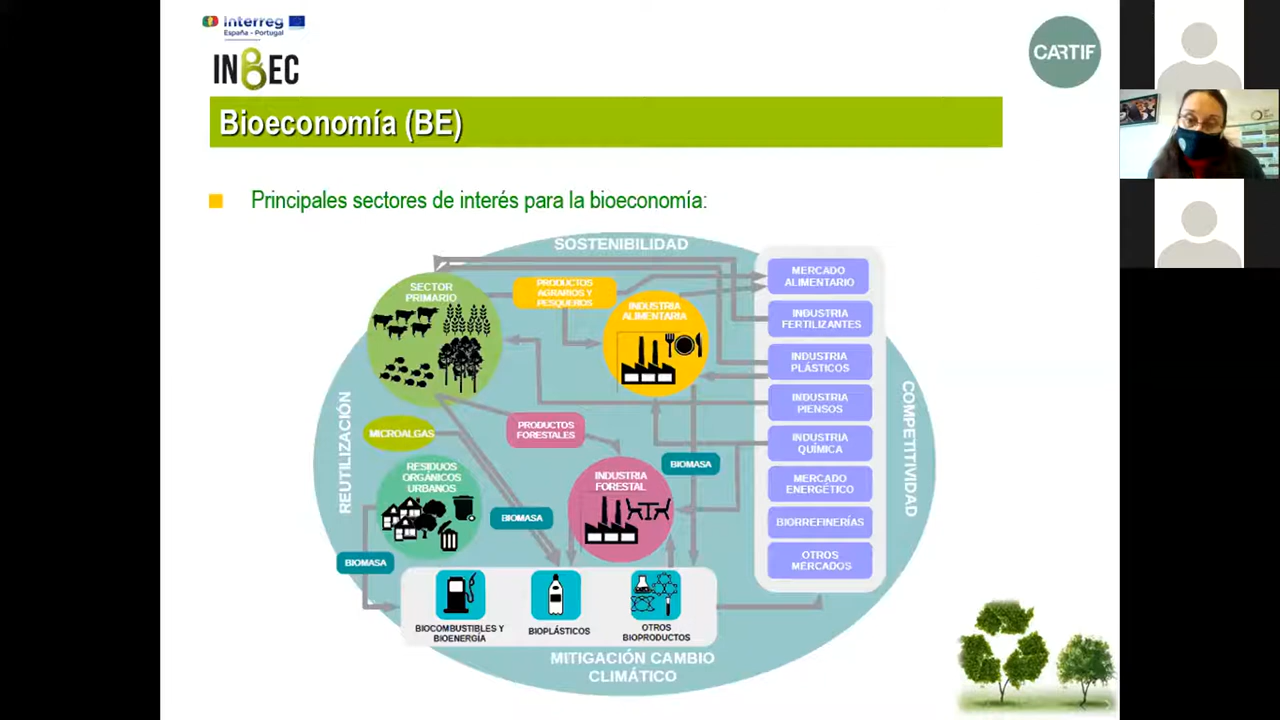 Interreg
España - Portugal
INBEC
CARTIF
Bioeconomía (BE)
Principales sectores de interés para la bioeconomía:
SOSTENIBILIDAD
SECTOR
PRIMARIO
PRODUCTOS
AGRARIOS Y
PESQUEROS
INDUSTRIA
ALIMENTARIA
MERCADO
ALIMENTARIO
INDUSTRIA
FERTILIZANTES
INDUSTRIA
PLÁSTICOS
INDUSTRIA
PIENSOS
INDUSTRIA
QUÍMICA
MERCADO
ENERGÉTICO
BIORREFINERÍAS
OTROS
MERCADOS
COMPETITIVIDAD
REUTILIZACIÓN
MICROALGAS
PRODUCTOS
FORESTALES
RESIDUOS
ORGÁNICOS
URBANOS
INDUSTRIA
FORESTAL
BIOMASA
BIOMASA
BIOMASA
BIOCOMBUSTIBLES Y
BIOENERGÍA
BIOPLÁSTICOS
OTROS
BIOPRODUCTOS
MITIGACIÓN CAMBIO
CLIMÁTICO